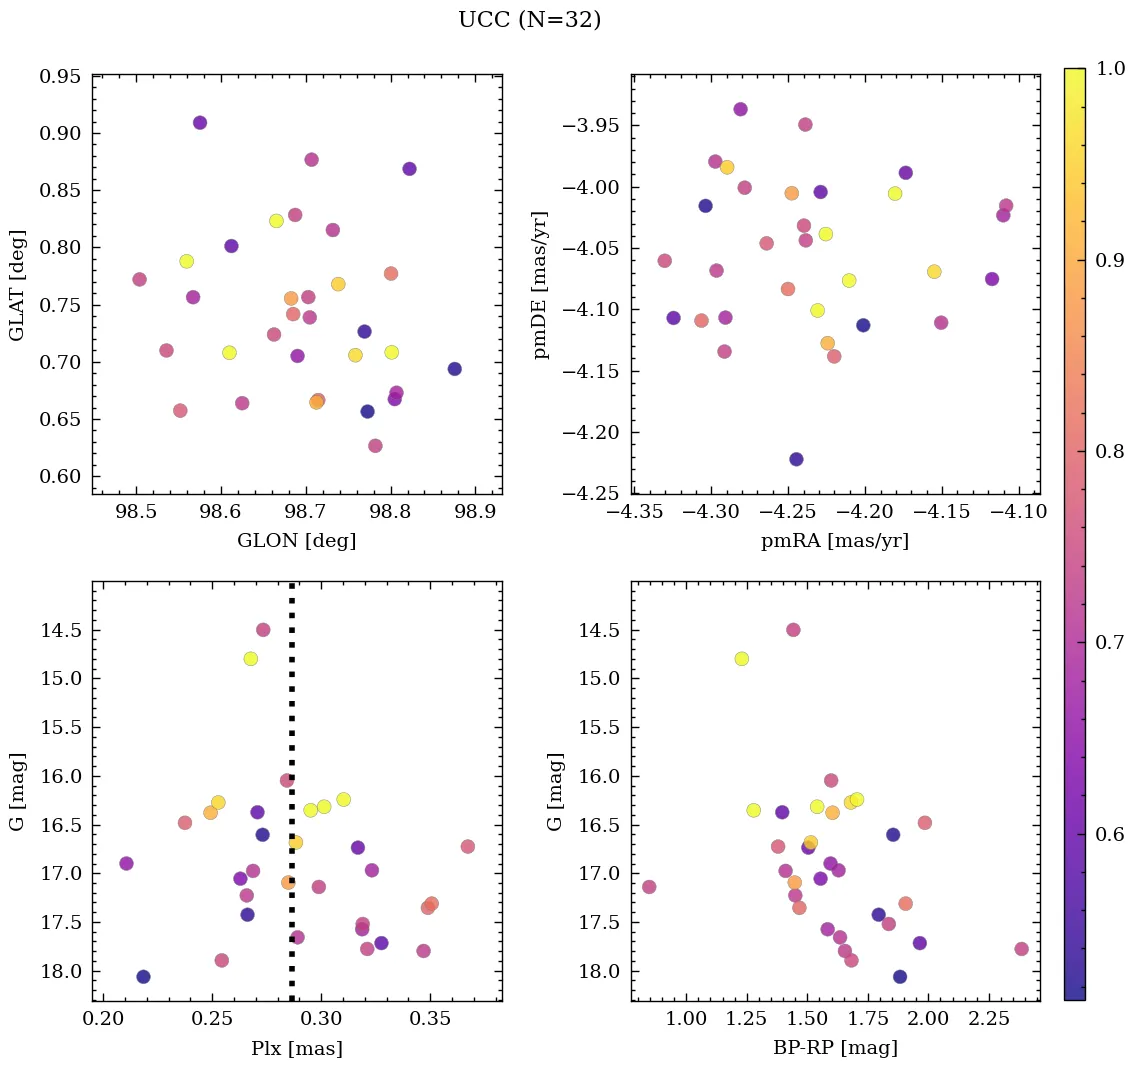 UCC (N=32)
0.95
0.90
0.85
0.80
0.75
0.70
0.65
0.60
GLAT [deg]
98.5 98.6 98.7 98.8 98.9
GLON [deg]
−3.95
−4.00
−4.05
−4.10
−4.15
−4.20
−4.25
pmDE [mas/yr]
−4.35 −4.30 −4.25 −4.20 −4.15 −4.10
pmRA [mas/yr]
14.5
15.0
15.5
16.0
16.5
17.0
17.5
18.0
G [mag]
0.20 0.25 0.30 0.35
Plx [mas]
14.5
15.0
15.5
16.0
16.5
17.0
17.5
18.0
G [mag]
1.00 1.25 1.50 1.75 2.00 2.25
BP-RP [mag]
1.0
0.9
0.8
0.7
0.6